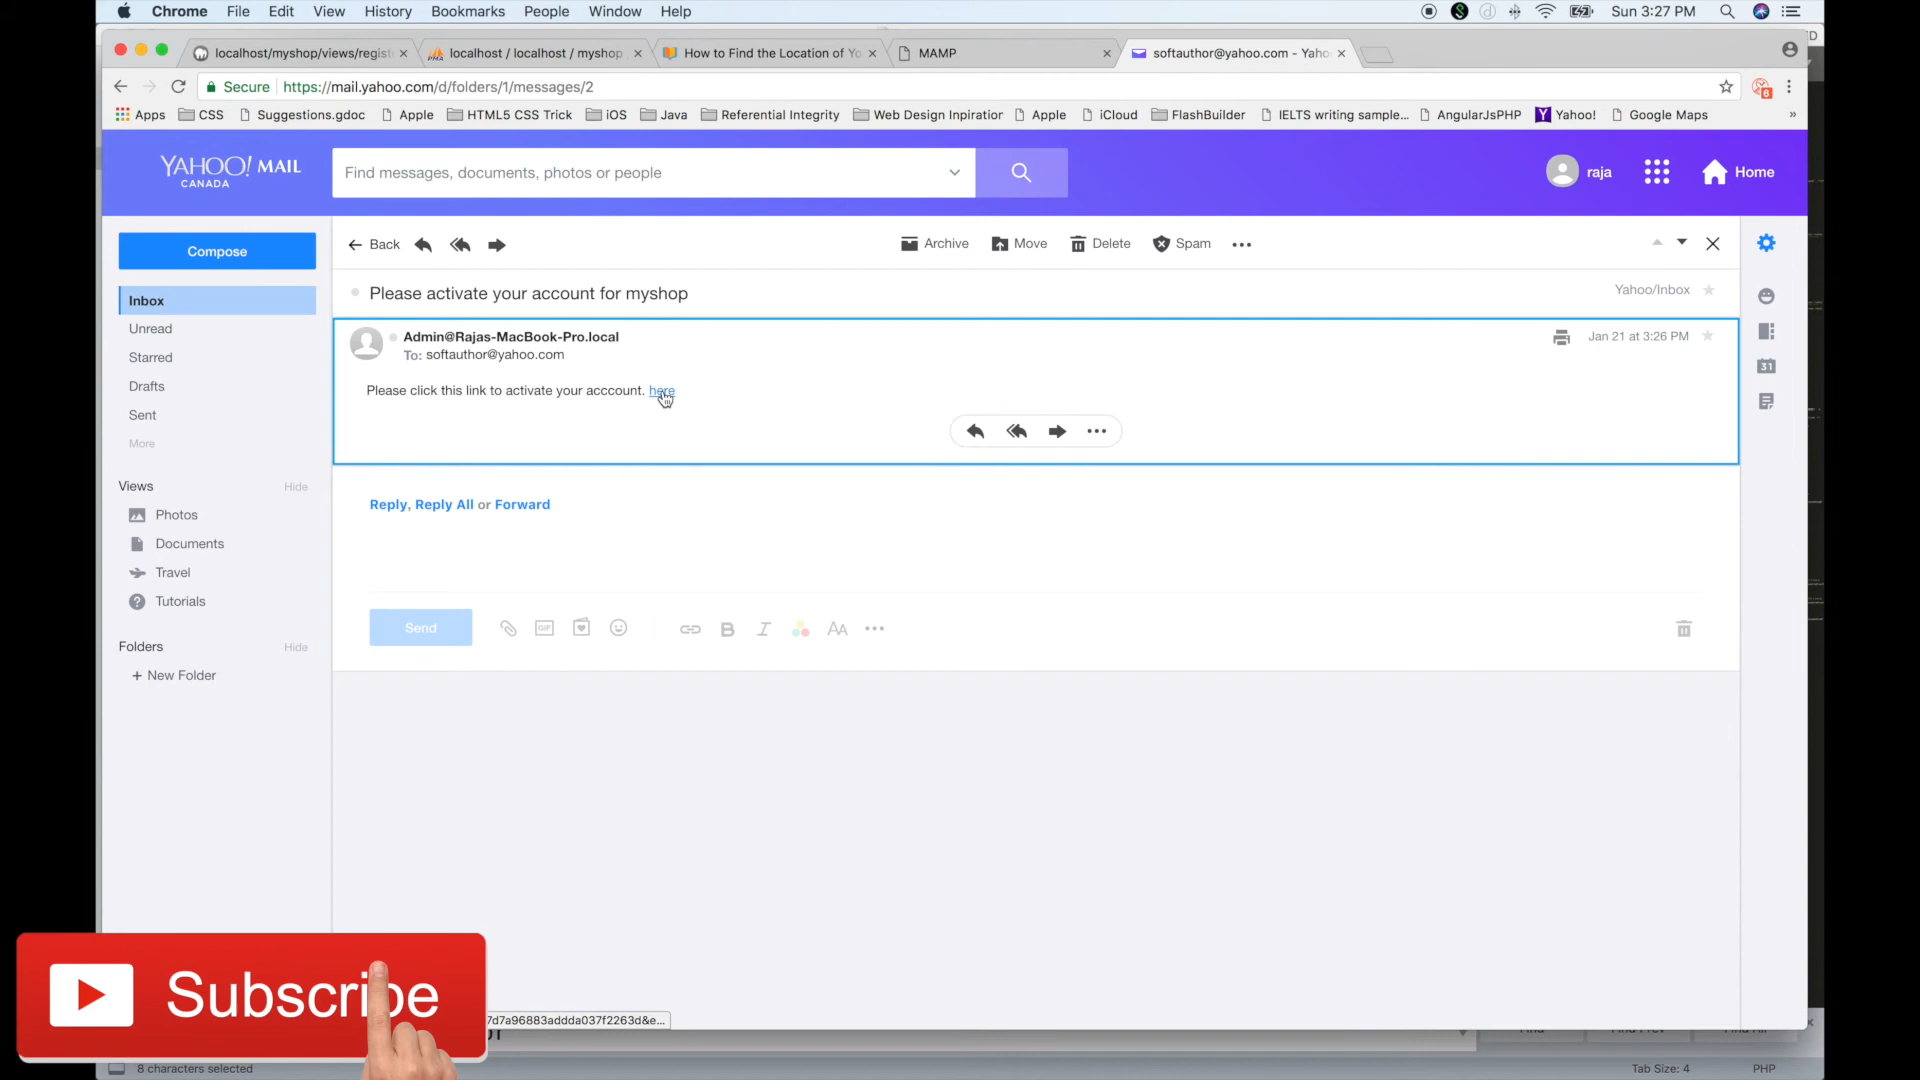 Chrome File Edit View History Bookmarks People Window Help Sun 3:27 PM
localhost/myshop/views/regist localhost / localhost / myshop How to Find the Location of Yo MAMP softauthor@yahoo.com - Yaho
Secure https://mail.yahoo.com/d/folders/1/messages/2 6
Apps CSS Suggestions.gdoc Apple HTML5 CSS Trick iOS Java Referential Integrity Web Design Inpiration Apple iCloud FlashBuilder IELTS writing sample... AngularJsPHP Yahoo! Google Maps »
YAHOO! MAIL
CANADA
Find messages, documents, photos or people
raja Home
Compose
Inbox
Unread
Starred
Drafts
Sent
More
Views Hide
Photos
Documents
Travel
Tutorials
Folders Hide
+ New Folder
Back Archive Move Delete Spam
Please activate your account for myshop Yahoo/Inbox
Admin@Rajas-MacBook-Pro.local Jan 21 at 3:26 PM
To: softauthor@yahoo.com
Please click this link to activate your acccount. here
31
Reply, Reply All or Forward
Send GIF B I AA
Subscribe
7d7a96883addda037f2263d&e...
8 characters selected Tab Size: 4 PHP